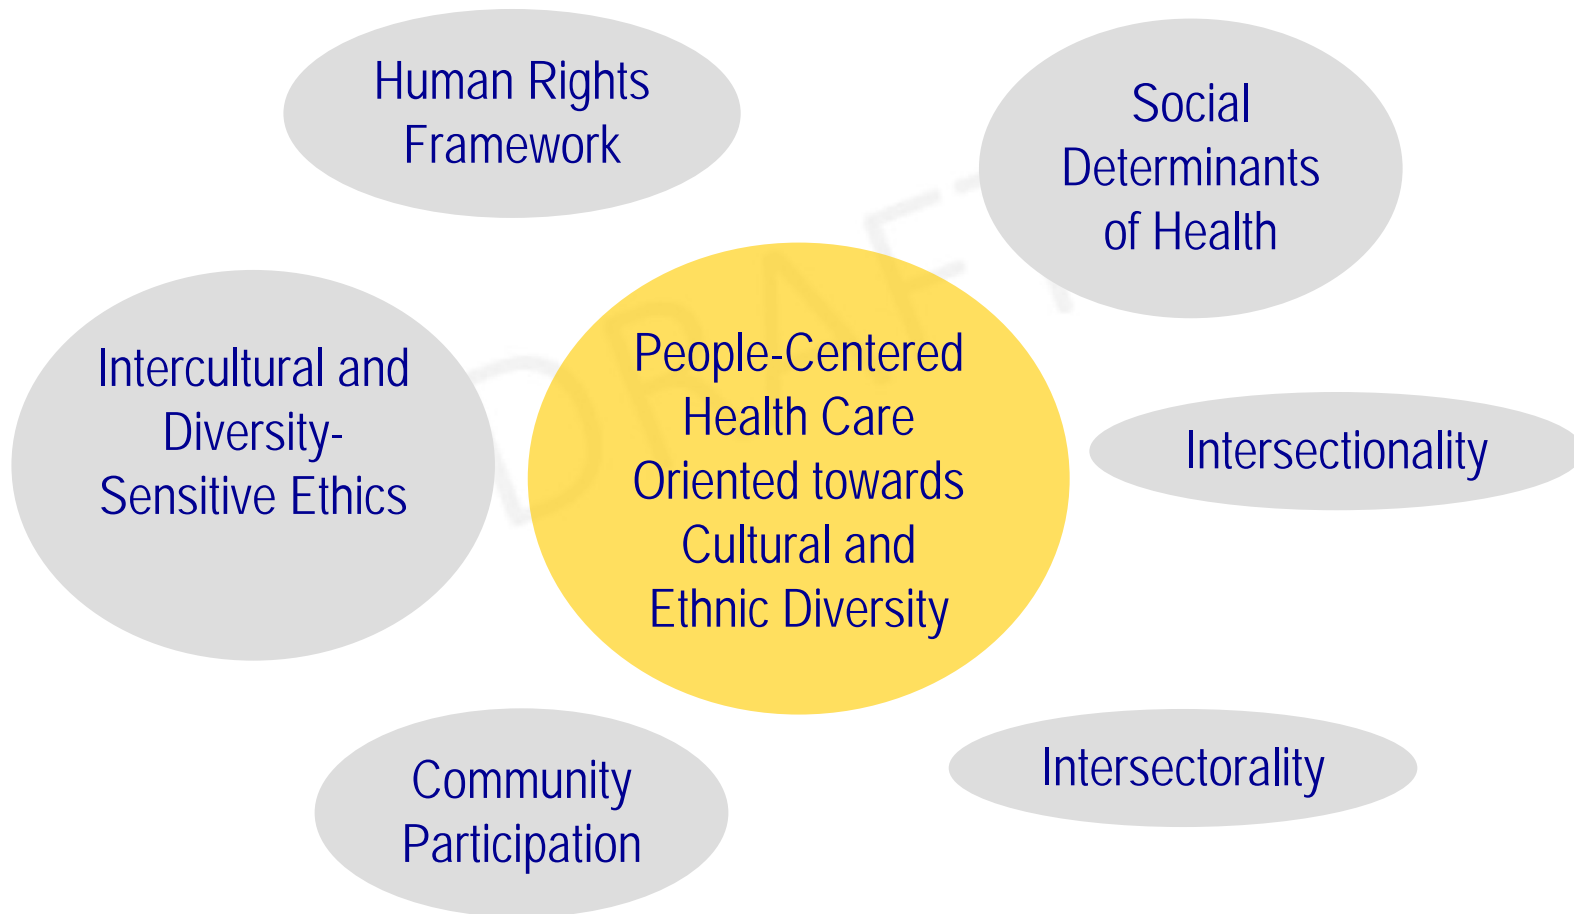 Human Rights
Framework
Social
Determinants
of Health
Intercultural and
Diversity-
Sensitive Ethics
People-Centered
Health Care
Oriented towards
Cultural and
Ethnic Diversity
Intersectionality
Community
Participation
Intersectorality
DRAFT